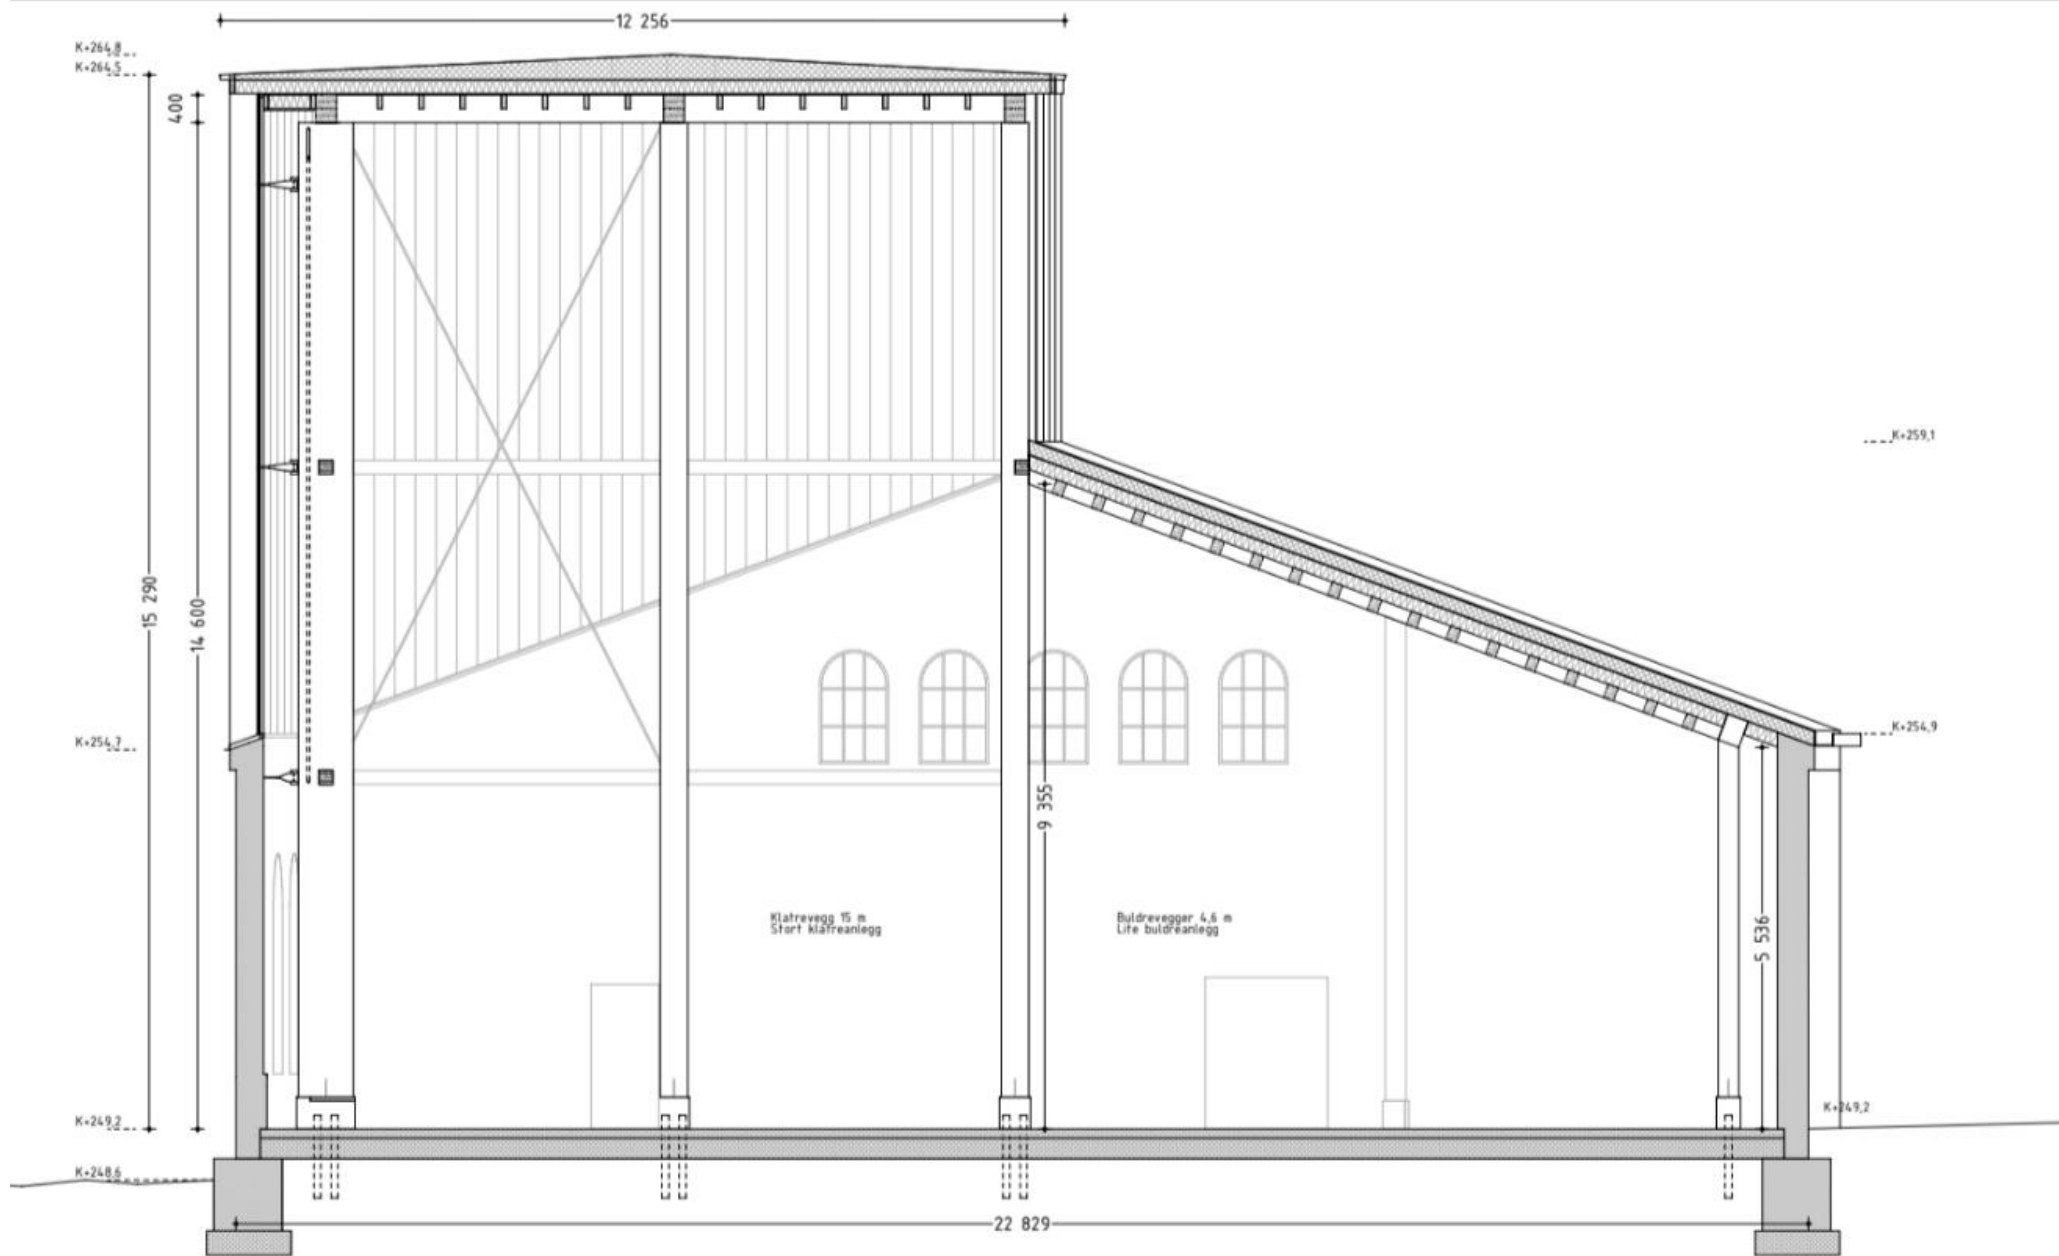 12 256
K+264,8
K+264,5
400
K+259,1
15 290
14 600
K+254,7
K+254,9
9 355
Klatrevegg 15 m
Stort klatreanlegg
Buldrevegger 4,6 m
Lite buldreanlegg
5 536
K+249,2
K+249,2
K+248,6
22 829